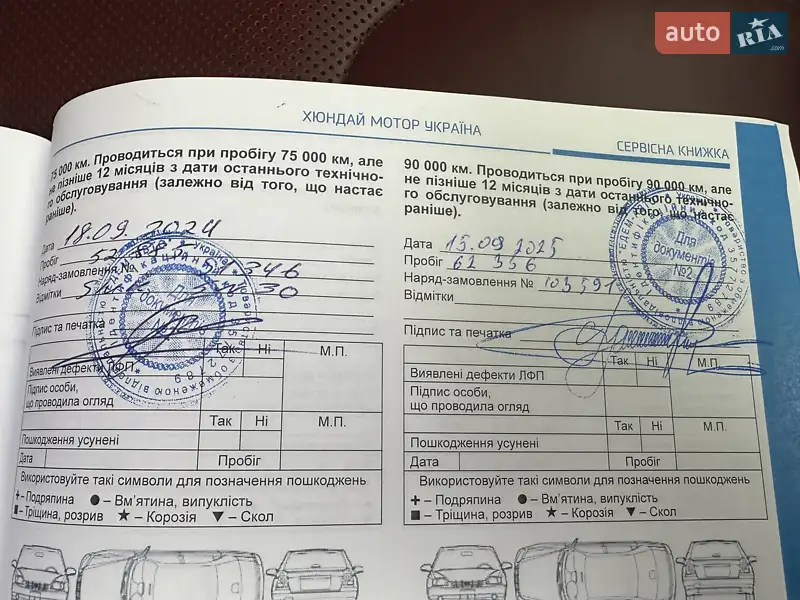 auto RIA .com
ХЮНДАЙ МОТОР УКРАЇНА
СЕРВІСНА КНИЖКА
75 000 км. Проводиться при пробігу 75 000 км, але
не пізніше 12 місяців з дати останнього технічно-
го обслуговування (залежно від того, що настає
раніше).
Дата 18.09.2024
Пробіг
Наряд-замовлення №
Відмітки
Підпис та печатка
Для
документів
Так Ні М.П.
Виявлені дефекти ЛФП
Підпис особи,
що проводила огляд
Так Ні М.П.
Пошкодження усунені
Дата Пробіг
Використовуйте такі символи для позначення пошкоджень
+ – Подряпина ● – Вм'ятина, випуклість
■ – Тріщина, розрив ★ – Корозія ▼ – Скол
90 000 км. Проводиться при пробігу 90 000 км, але
не пізніше 12 місяців з дати останнього технічно-
го обслуговування (залежно від того, що настає
раніше).
Дата 15.09.2025
Пробіг 62 356
Наряд-замовлення № 103591
Відмітки
Підпис та печатка
Для
документів
№2
Так Ні М.П.
Виявлені дефекти ЛФП
Підпис особи,
що проводила огляд
Так Ні М.П.
Пошкодження усунені
Дата Пробіг
Використовуйте такі символи для позначення пошкоджень
+ – Подряпина ● – Вм'ятина, випуклість
■ – Тріщина, розрив ★ – Корозія ▼ – Скол